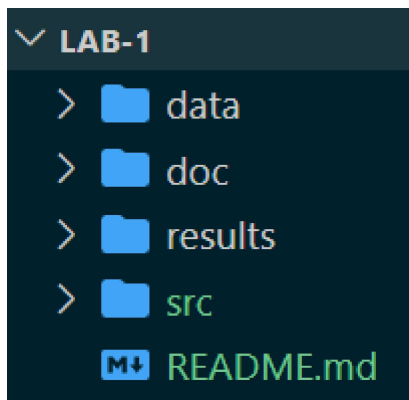 LAB-1
data
doc
results
src
M↓ README.md